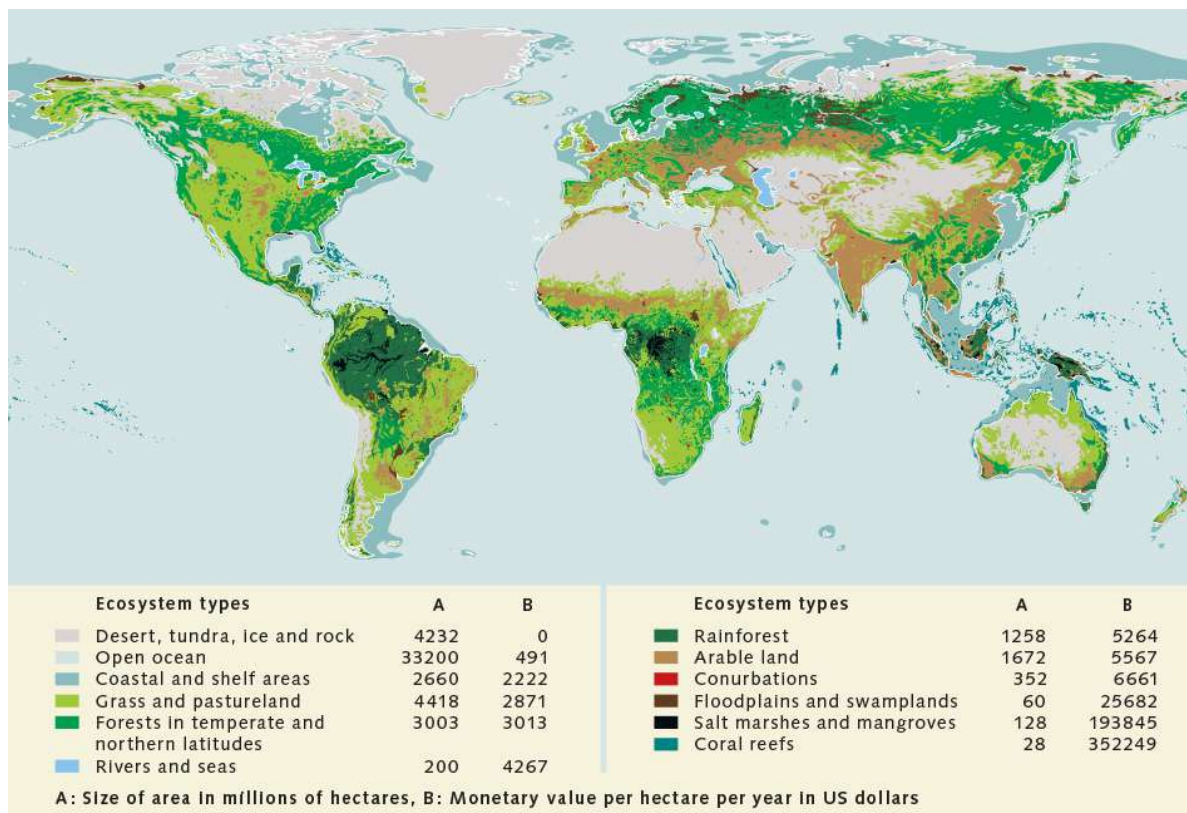 Ecosystem types A B
Desert, tundra, ice and rock 4232 0
Open ocean 33200 491
Coastal and shelf areas 2660 2222
Grass and pastureland 4418 2871
Forests in temperate and 3003 3013
northern latitudes
Rivers and seas 200 4267
Ecosystem types A B
Rainforest 1258 5264
Arable land 1672 5567
Conurbations 352 6661
Floodplains and swamplands 60 25682
Salt marshes and mangroves 128 193845
Coral reefs 28 352249
A: Size of area in millions of hectares, B: Monetary value per hectare per year in US dollars